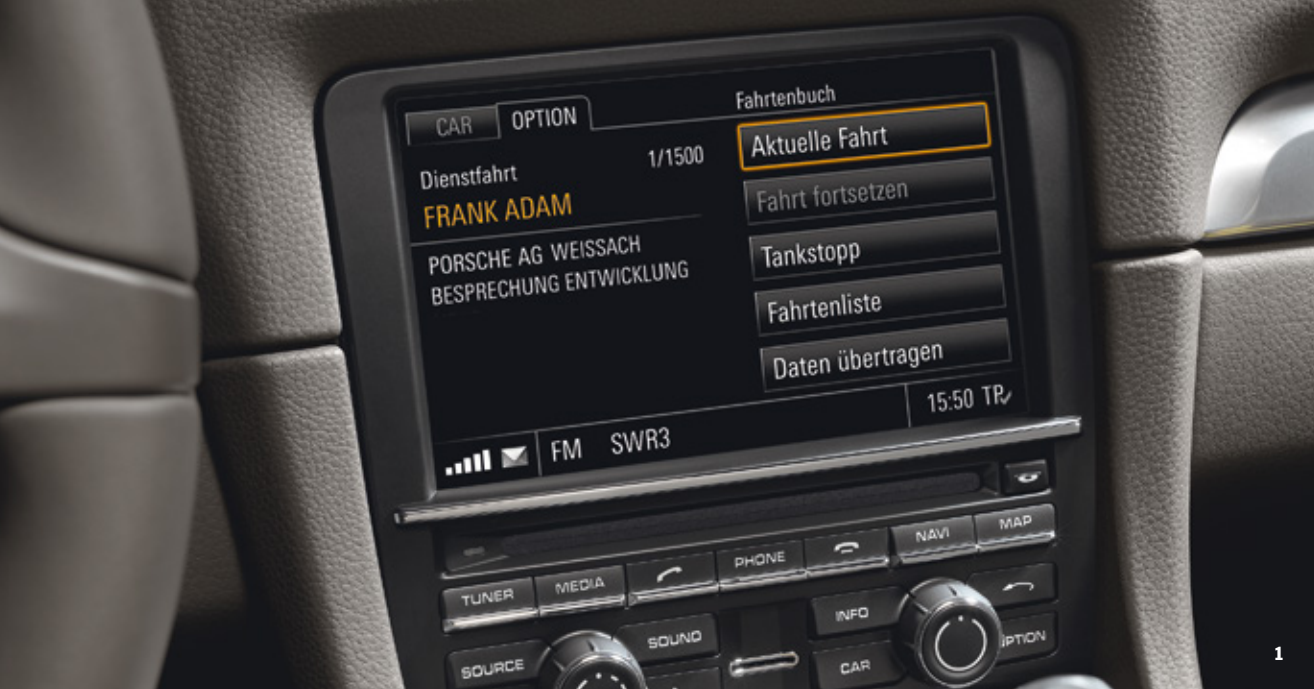 CAR OPTION
Fahrtenbuch
Dienstfahrt 1/1500
FRANK ADAM
PORSCHE AG WEISSACH
BESPRECHUNG ENTWICKLUNG
Aktuelle Fahrt
Fahrt fortsetzen
Tankstopp
Fahrtenliste
Daten übertragen
FM SWR3
15:50 TP
TUNER MEDIA PHONE NAVI MAP
SOURCE SOUND INFO
CAR
1